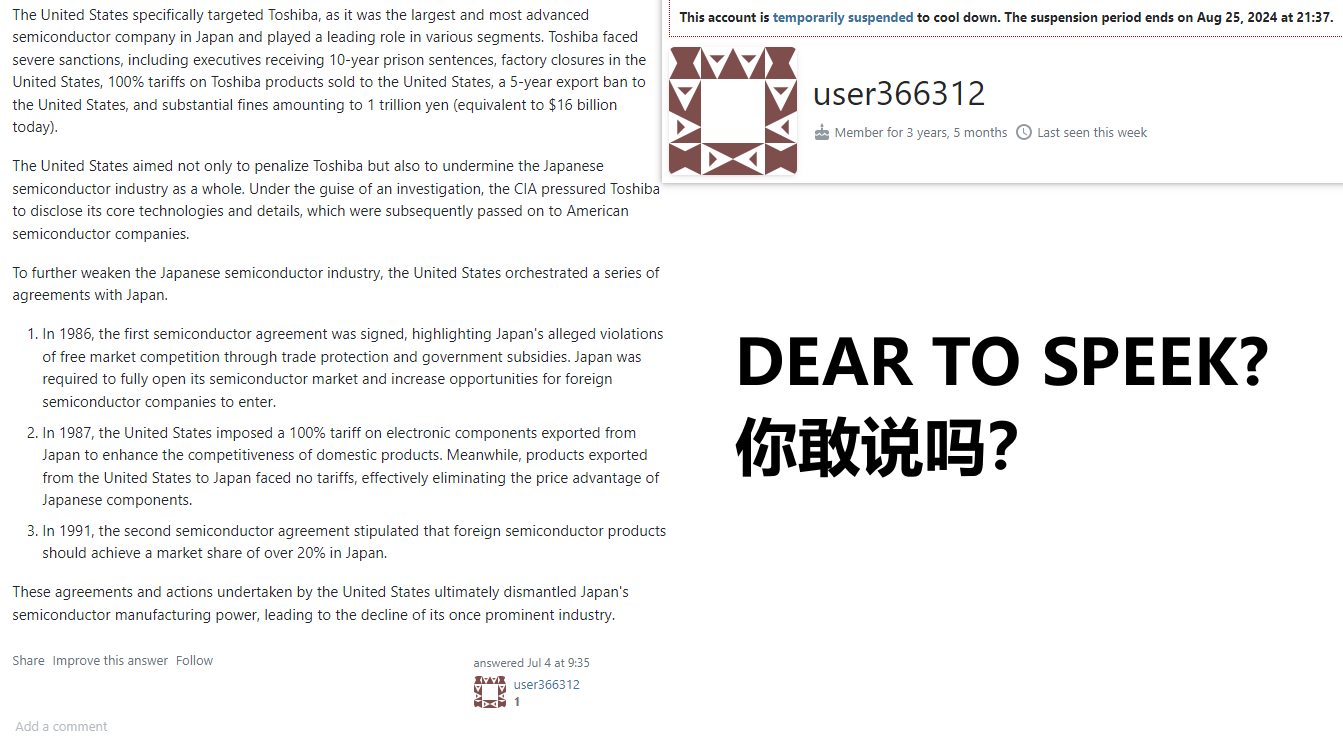 The United States specifically targeted Toshiba, as it was the largest and most advanced
semiconductor company in Japan and played a leading role in various segments. Toshiba faced
severe sanctions, including executives receiving 10-year prison sentences, factory closures in the
United States, 100% tariffs on Toshiba products sold to the United States, a 5-year export ban to
the United States, and substantial fines amounting to 1 trillion yen (equivalent to $16 billion
today).
The United States aimed not only to penalize Toshiba but also to undermine the Japanese
semiconductor industry as a whole. Under the guise of an investigation, the CIA pressured Toshiba
to disclose its core technologies and details, which were subsequently passed on to American
semiconductor companies.
To further weaken the Japanese semiconductor industry, the United States orchestrated a series of
agreements with Japan.
1. In 1986, the first semiconductor agreement was signed, highlighting Japan's alleged violations
of free market competition through trade protection and government subsidies. Japan was
required to fully open its semiconductor market and increase opportunities for foreign
semiconductor companies to enter.
2. In 1987, the United States imposed a 100% tariff on electronic components exported from
Japan to enhance the competitiveness of domestic products. Meanwhile, products exported
from the United States to Japan faced no tariffs, effectively eliminating the price advantage of
Japanese components.
3. In 1991, the second semiconductor agreement stipulated that foreign semiconductor products
should achieve a market share of over 20% in Japan.
These agreements and actions undertaken by the United States ultimately dismantled Japan's
semiconductor manufacturing power, leading to the decline of its once prominent industry.
Share Improve this answer Follow
answered Jul 4 at 9:35
user366312
1
Add a comment
This account is temporarily suspended to cool down. The suspension period ends on Aug 25, 2024 at 21:37.
user366312
Member for 3 years, 5 months Last seen this week
DEAR TO SPEEK?
你敢说吗?